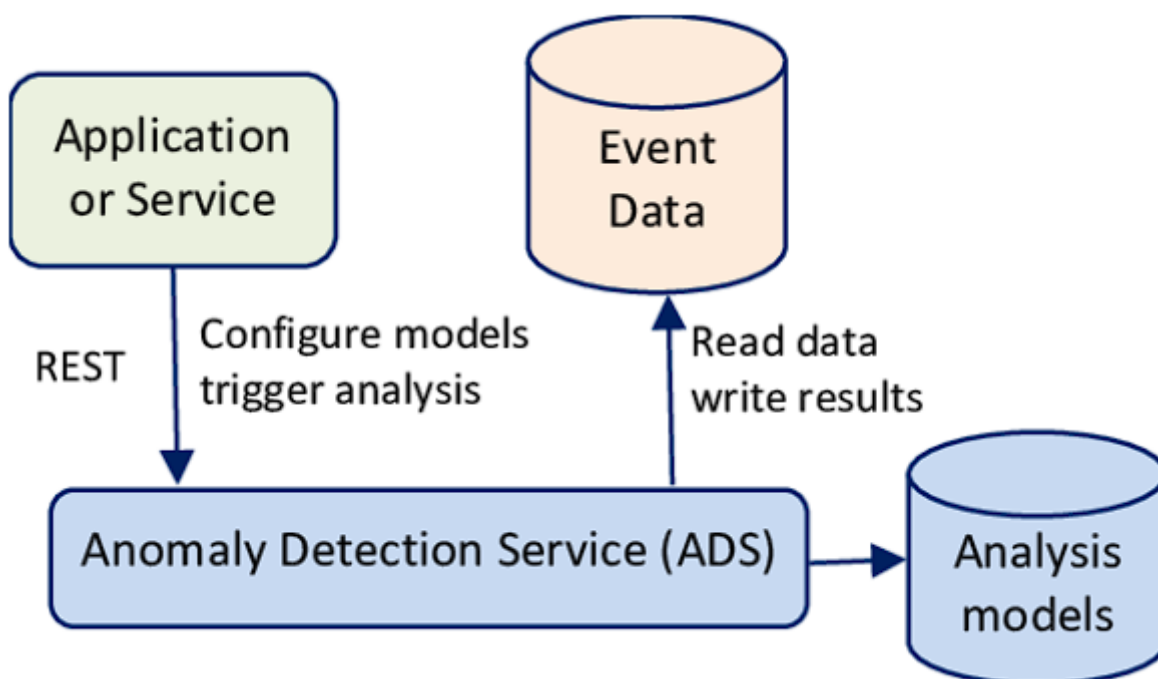 Application
or Service
Event
Data
REST
Configure models
trigger analysis
Read data
write results
Anomaly Detection Service (ADS)
Analysis
models